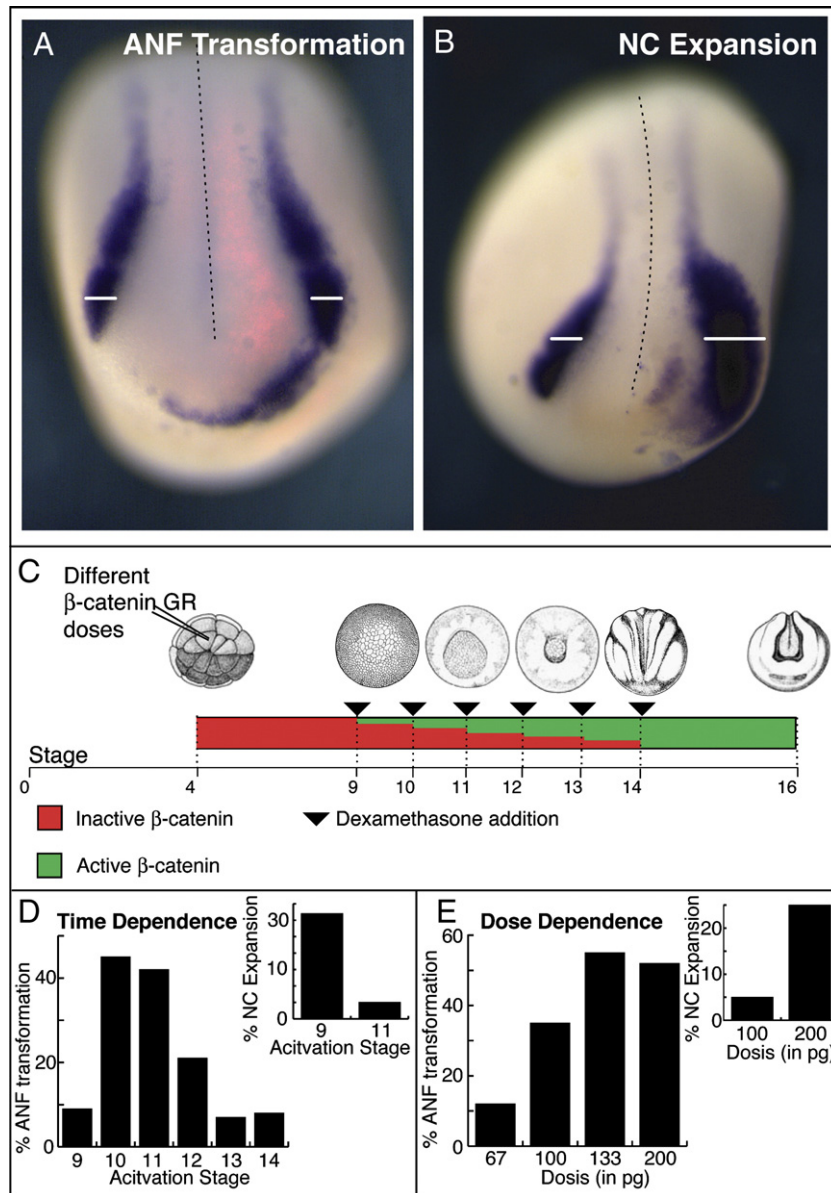 A
ANF Transformation
B
NC Expansion
C
Different
β-catenin GR
doses
Stage
0
4
9
10
11
12
13
14
16
Inactive β-catenin
Dexamethasone addition
Active β-catenin
D
Time Dependence
% ANF transformation
40
20
0
9
10
11
12
13
14
Acitvation Stage
% NC Expansion
30
10
0
9
11
Acitvation Stage
E
Dose Dependence
% ANF transformation
60
40
20
0
67
100
133
200
Dosis (in pg)
% NC Expansion
20
10
0
100
200
Dosis (in pg)